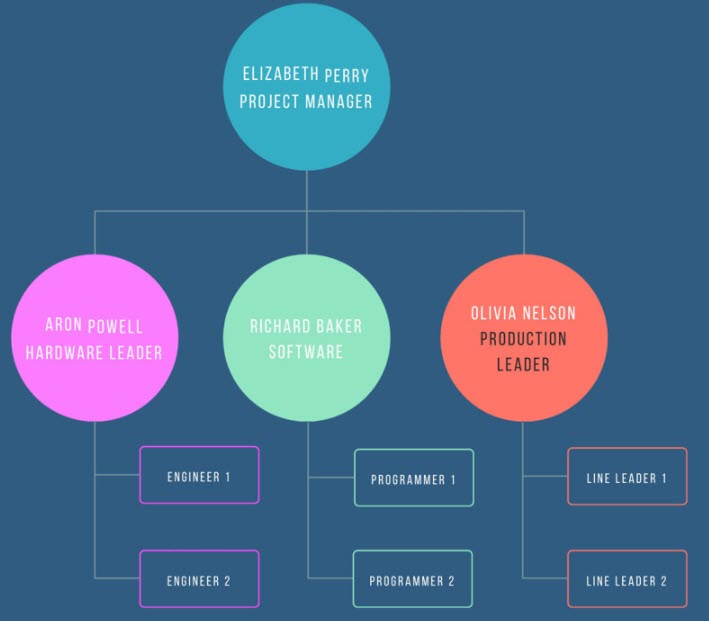 ELIZABETH PERRY
PROJECT MANAGER
ARON POWELL
HARDWARE LEADER
RICHARD BAKER
SOFTWARE
OLIVIA NELSON
PRODUCTION
LEADER
ENGINEER 1
PROGRAMMER 1
LINE LEADER 1
ENGINEER 2
PROGRAMMER 2
LINE LEADER 2